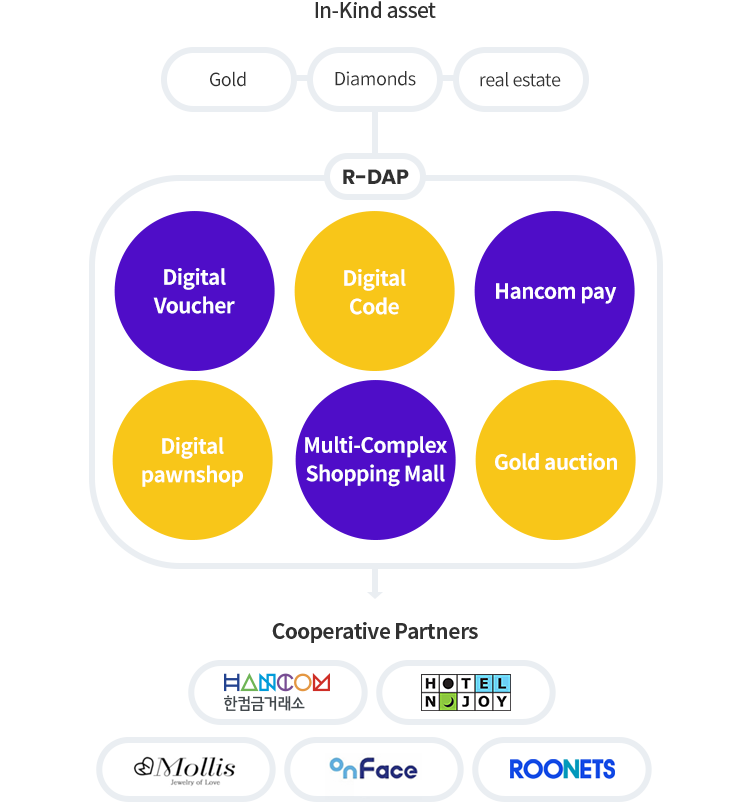 In-Kind asset
Gold
Diamonds
real estate
R-DAP
Digital
Voucher
Digital
Code
Hancom pay
Digital
pawnshop
Multi-Complex
Shopping Mall
Gold auction
Cooperative Partners
HANCOM
한컴금거래소
HOTEL
NJOY
Mollis
Jewelry of Love
onFace
ROONETS